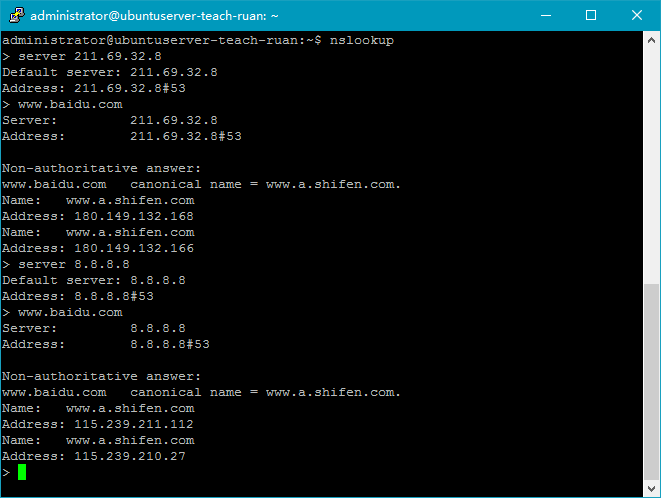 administrator@ubuntuserver-teach-ruan: ~
administrator@ubuntuserver-teach-ruan:~$ nslookup
> server 211.69.32.8
Default server: 211.69.32.8
Address: 211.69.32.8#53
> www.baidu.com
Server:         211.69.32.8
Address:        211.69.32.8#53

Non-authoritative answer:
www.baidu.com   canonical name = www.a.shifen.com.
Name:   www.a.shifen.com
Address: 180.149.132.168
Name:   www.a.shifen.com
Address: 180.149.132.166
> server 8.8.8.8
Default server: 8.8.8.8
Address: 8.8.8.8#53
> www.baidu.com
Server:         8.8.8.8
Address:        8.8.8.8#53

Non-authoritative answer:
www.baidu.com   canonical name = www.a.shifen.com.
Name:   www.a.shifen.com
Address: 115.239.211.112
Name:   www.a.shifen.com
Address: 115.239.210.27
>